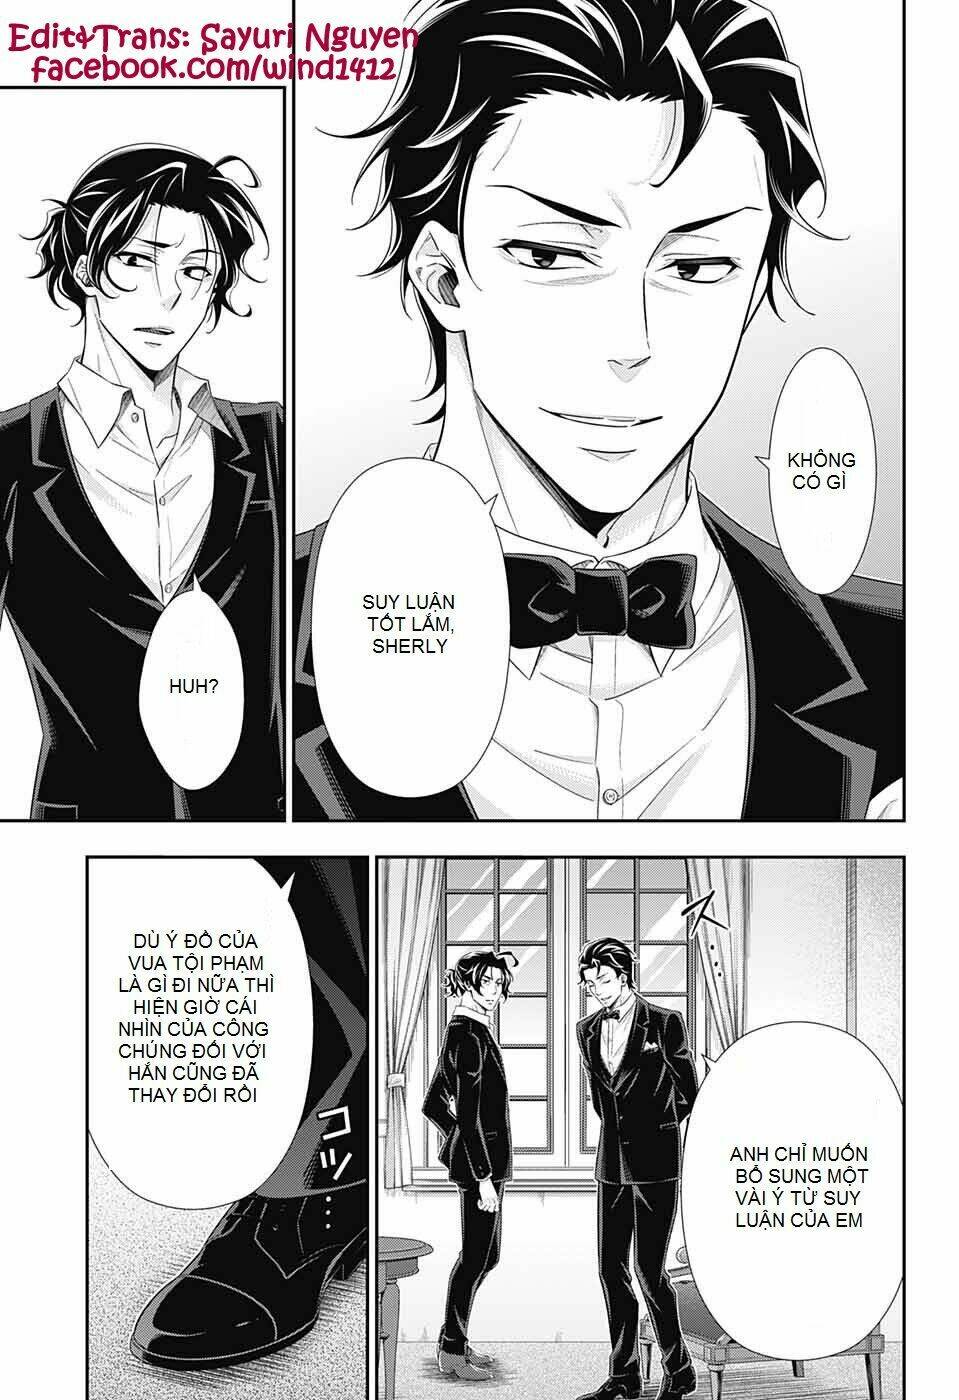 Edit&Trans: Sayuri Nguyen
facebook.com/wind1412
KHÔNG
CÓ GÌ
SUY LUẬN
TỐT LẮM,
SHERLY
HUH?
ANH CHỈ MUỐN
BỔ SUNG MỘT
VÀI Ý TỪ SUY
LUẬN CỦA EM
DÙ Ý ĐỒ CỦA
VUA TỘI PHẠM
LÀ GÌ ĐI NỮA THÌ
HIỆN GIỜ CÁI
NHÌN CỦA CÔNG
CHÚNG ĐỐI VỚI
HẮN CŨNG ĐÃ
THAY ĐỔI RỒI
コツ…